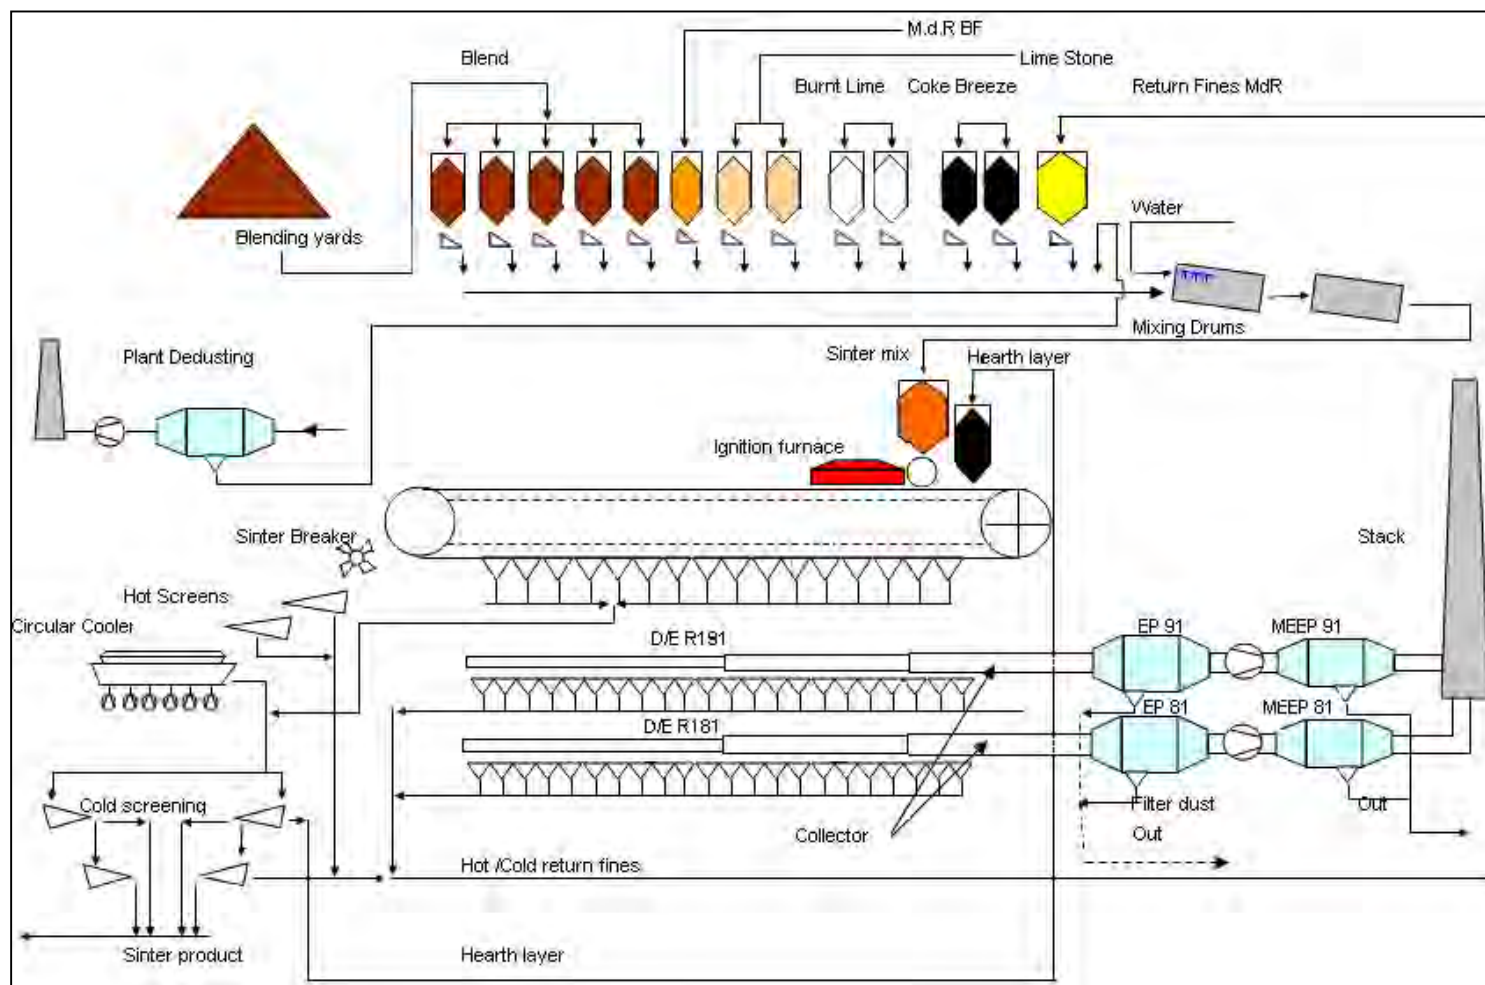 M.d.R BF
Blend
Lime Stone
Burnt Lime
Coke Breeze
Return Fines MdR
Water
Blending yards
Mixing Drums
Plant Dedusting
Sinter mix
Hearth layer
Ignition furnace
Sinter Breaker
Stack
Hot Screens
Circular Cooler
D/E R191
EP 91
MEEP 91
D/E R181
EP 81
MEEP 81
Cold screening
Filter dust
Out
Collector
Out
Hot /Cold return fines
Sinter product
Hearth layer